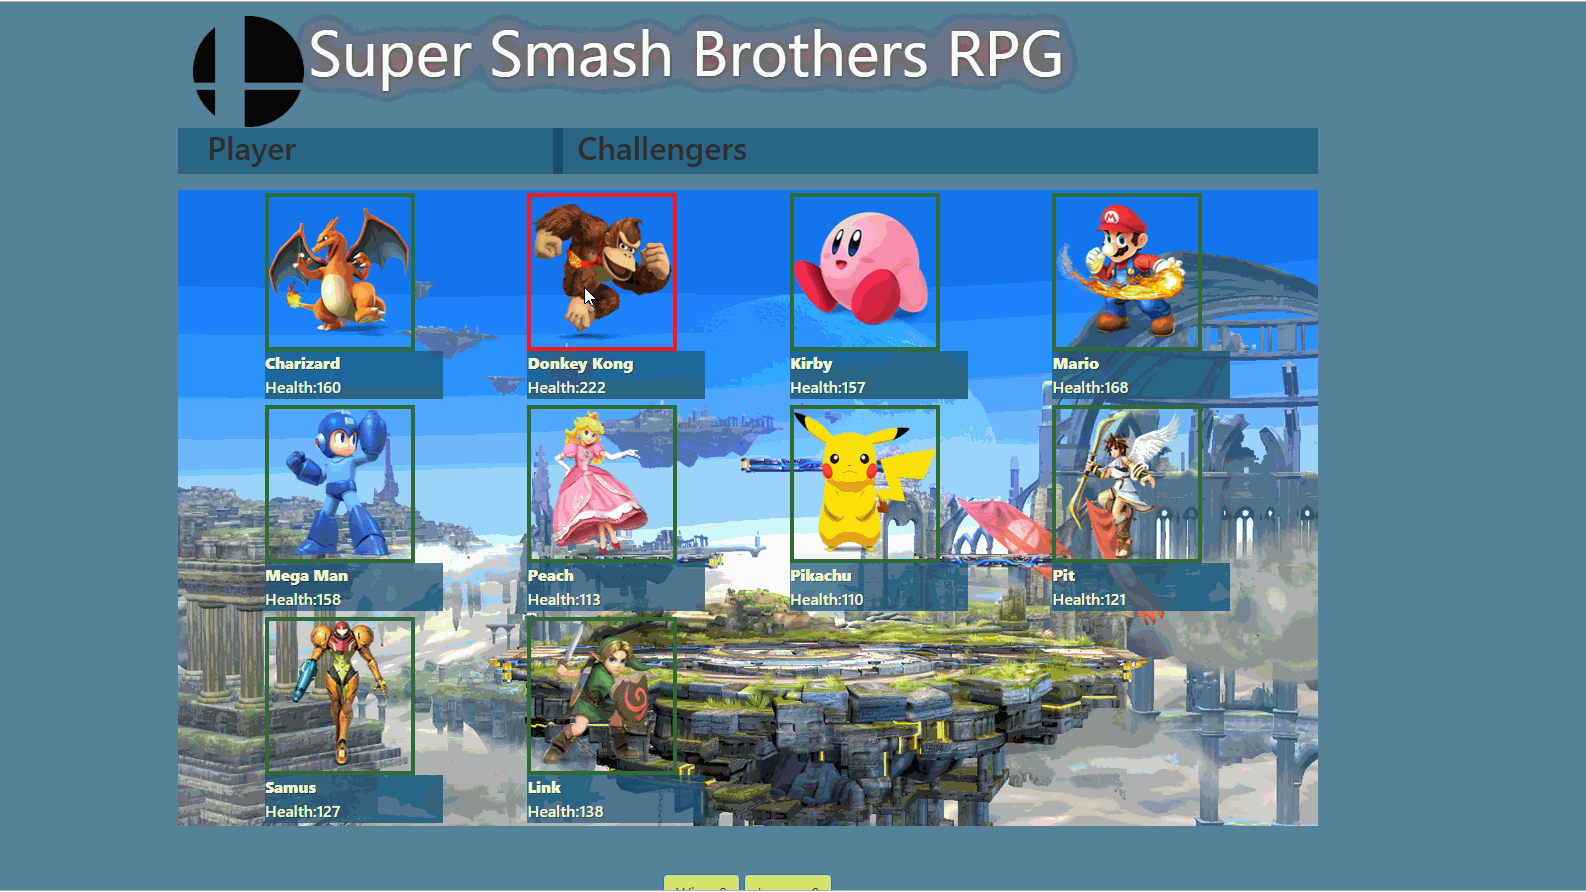 Super Smash Brothers RPG
Player
Challengers
M
Charizard
Health:160
Donkey Kong
Health:222
Kirby
Health:157
Mario
Health:168
Mega Man
Health:158
Peach
Health:113
Pikachu
Health:110
Pit
Health:121
Samus
Health:127
Link
Health:138